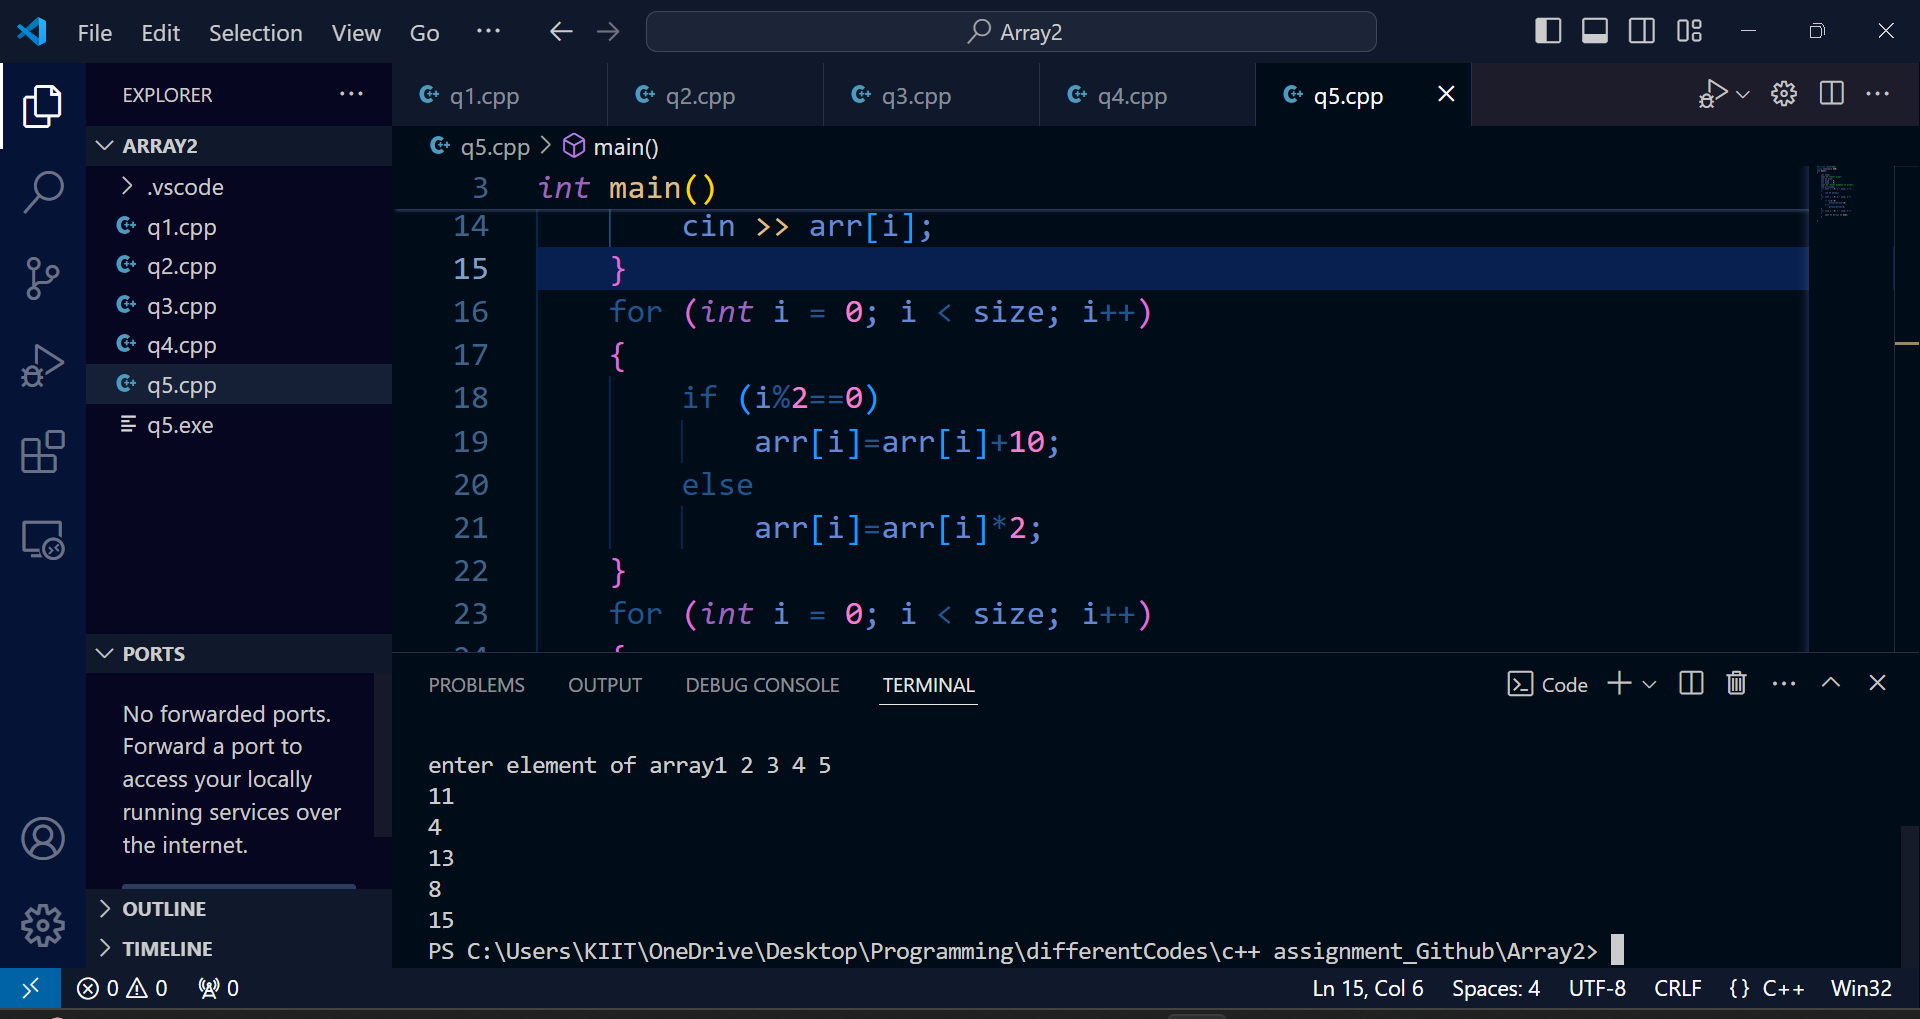 File Edit Selection View Go ··· Array2
EXPLORER ···
ARRAY2
.vscode
q1.cpp
q2.cpp
q3.cpp
q4.cpp
q5.cpp
q5.exe
PORTS
No forwarded ports.
Forward a port to
access your locally
running services over
the internet.
OUTLINE
TIMELINE
q1.cpp q2.cpp q3.cpp q4.cpp q5.cpp
q5.cpp > main()
3 int main()
14 cin >> arr[i];
15 }
16 for (int i = 0; i < size; i++)
17 {
18 if (i%2==0)
19 arr[i]=arr[i]+10;
20 else
21 arr[i]=arr[i]*2;
22 }
23 for (int i = 0; i < size; i++)
PROBLEMS OUTPUT DEBUG CONSOLE TERMINAL Code
enter element of array1 2 3 4 5
11
4
13
8
15
PS C:\Users\KIIT\OneDrive\Desktop\Programming\differentCodes\c++ assignment_Github\Array2>
0 0 0 Ln 15, Col 6 Spaces: 4 UTF-8 CRLF {} C++ Win32